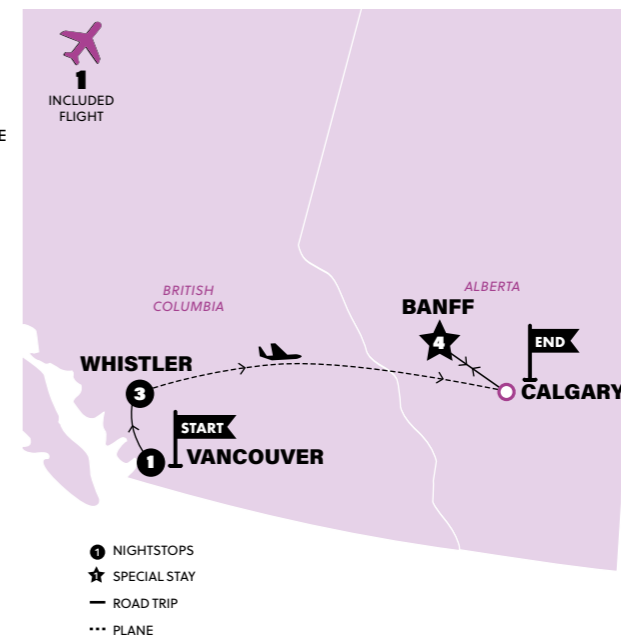 1
INCLUDED
FLIGHT
E
BRITISH
COLUMBIA
ALBERTA
BANFF
4
END
WHISTLER
3
CALGARY
START
1
VANCOUVER
1 NIGHTSTOPS
1 SPECIAL STAY
ROAD TRIP
PLANE